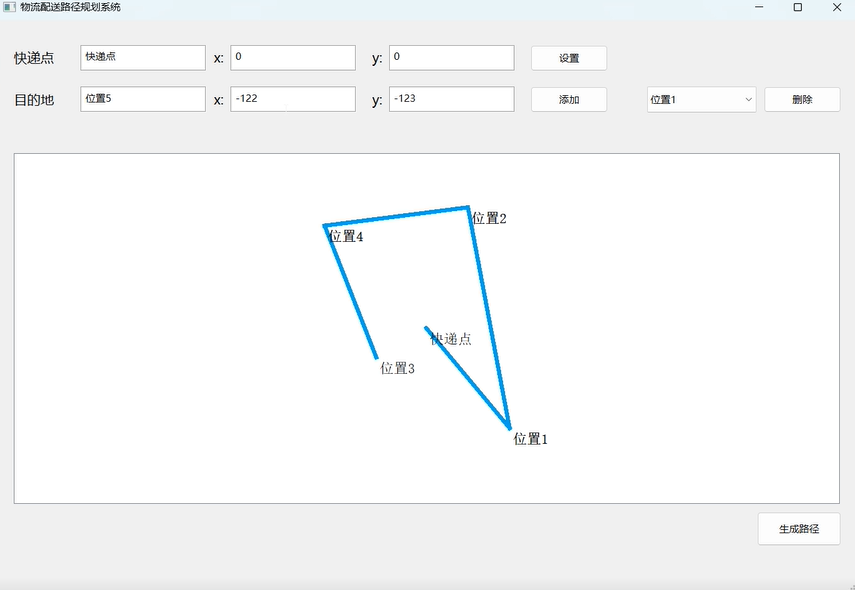 物流配送路径规划系统
快递点 快递点 x: 0 y: 0 设置
目的地 位置5 x: -122 y: -123 添加 位置1 删除
位置2
位置4
快递点
位置3
位置1
生成路径